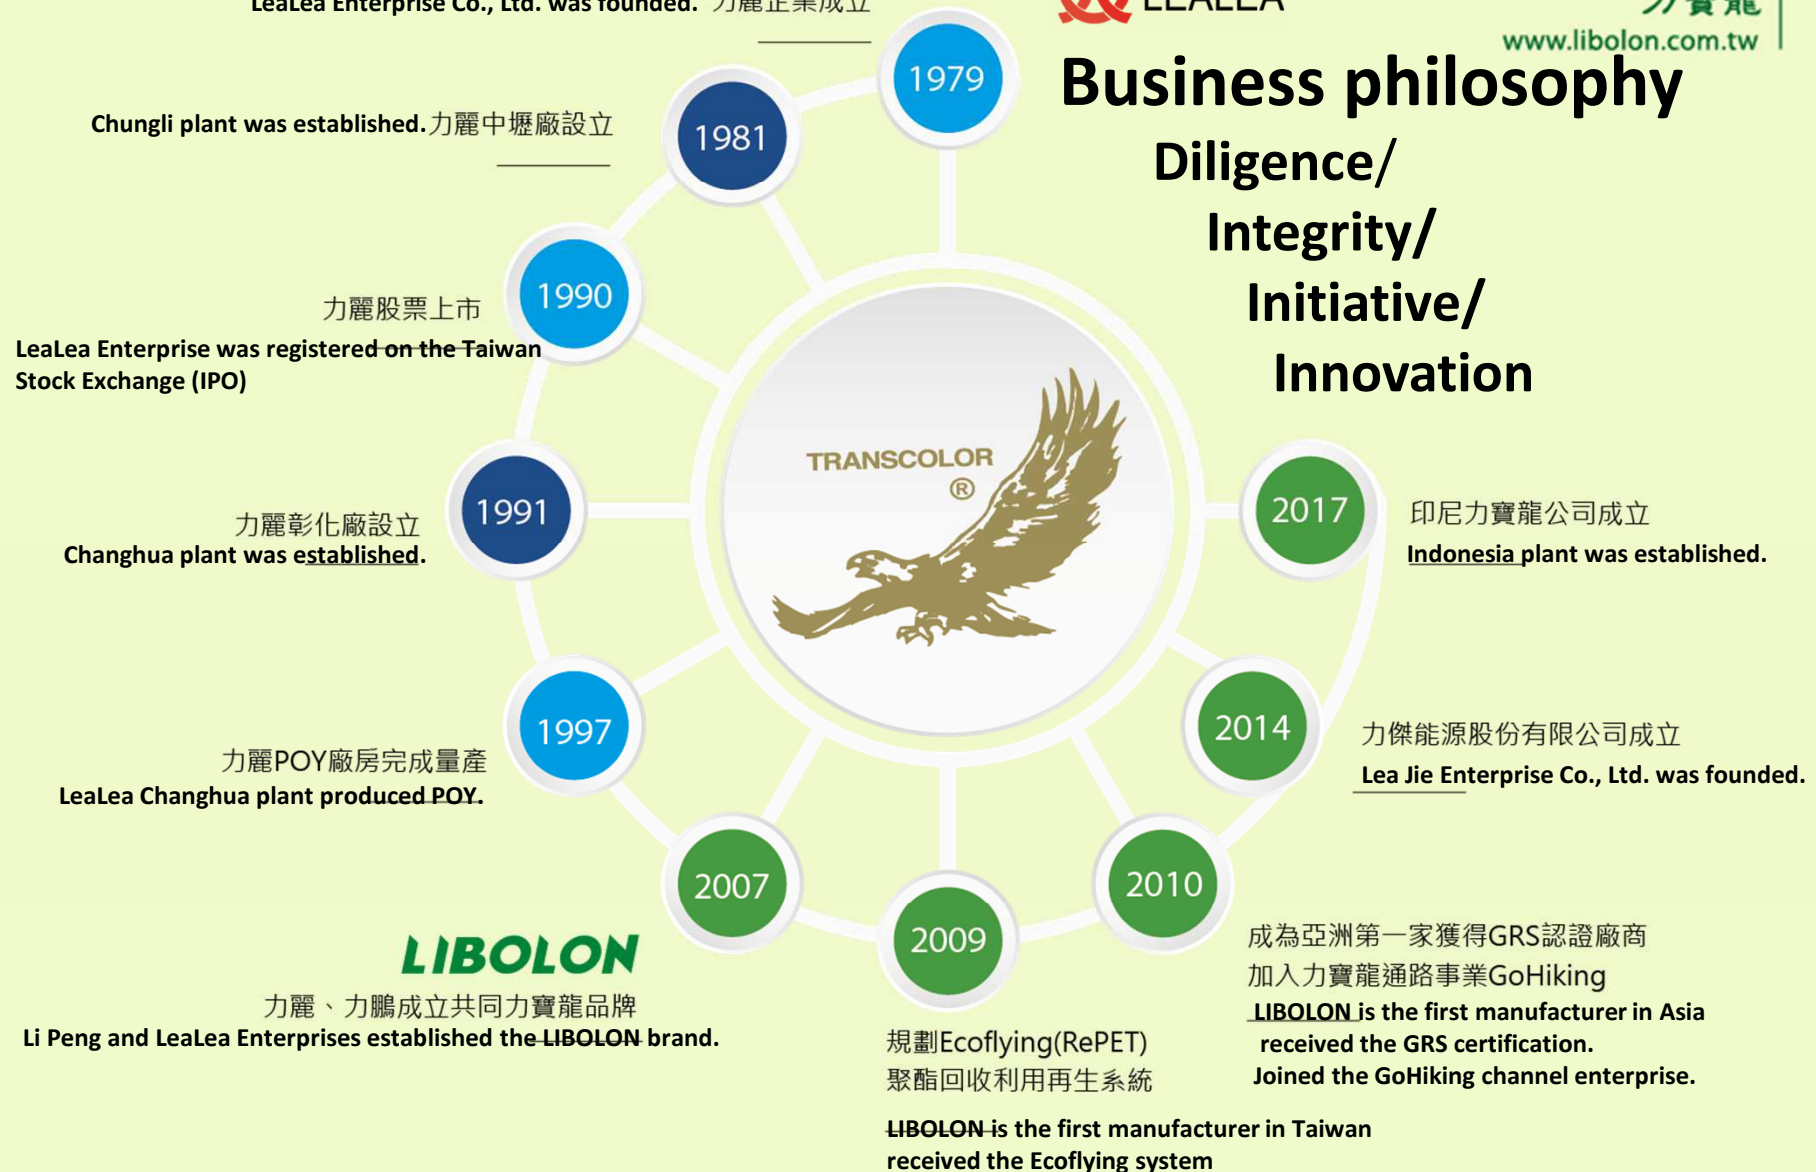 LeaLea Enterprise Co., Ltd. was founded. 力麗企業成立
LEALEA
力寶龍
www.libolon.com.tw
Business philosophy
Diligence/
Integrity/
Initiative/
Innovation
1979
1981
Chungli plant was established.力麗中壢廠設立
1990
力麗股票上市
LeaLea Enterprise was registered on the Taiwan
Stock Exchange (IPO)
1991
力麗彰化廠設立
Changhua plant was established.
1997
力麗POY廠房完成量產
LeaLea Changhua plant produced POY.
2007
LIBOLON
力麗、力鵬成立共同力寶龍品牌
Li Peng and LeaLea Enterprises established the LIBOLON brand.
2009
規劃Ecoflying(RePET)
聚酯回收利用再生系統
LIBOLON is the first manufacturer in Taiwan
received the Ecoflying system
2010
成為亞洲第一家獲得GRS認證廠商
加入力寶龍通路事業GoHiking
LIBOLON is the first manufacturer in Asia
received the GRS certification.
Joined the GoHiking channel enterprise.
2014
力傑能源股份有限公司成立
Lea Jie Enterprise Co., Ltd. was founded.
2017
印尼力寶龍公司成立
Indonesia plant was established.
TRANSCOLOR
®